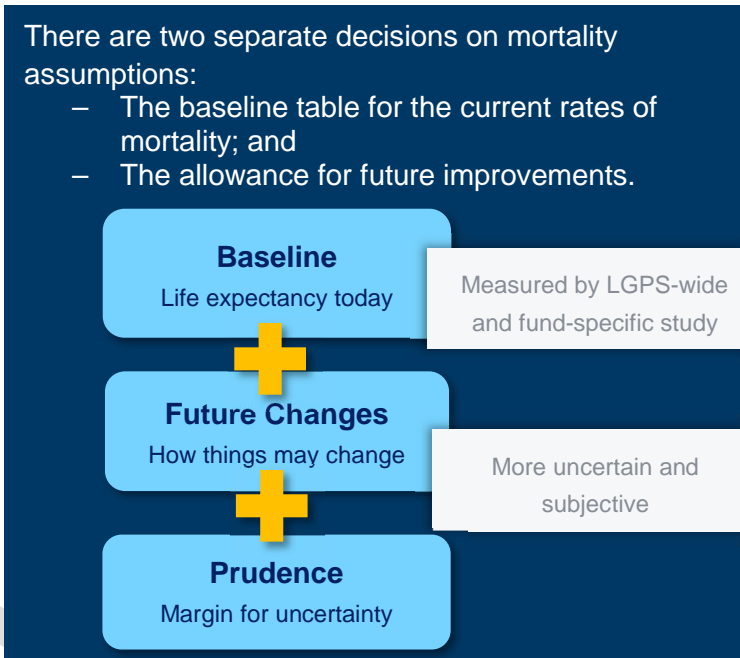 There are two separate decisions on mortality
assumptions:
– The baseline table for the current rates of
mortality; and
– The allowance for future improvements.
Baseline
Life expectancy today
Measured by LGPS-wide
and fund-specific study
Future Changes
How things may change
More uncertain and
subjective
Prudence
Margin for uncertainty